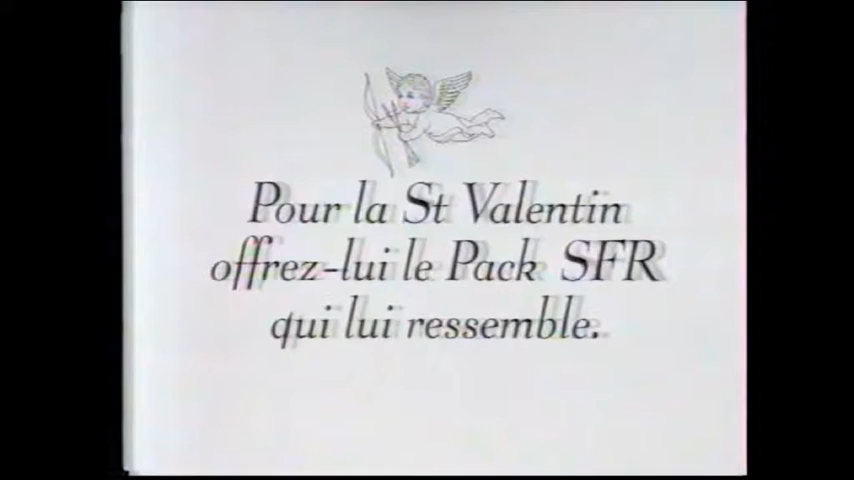 Pour la St Valentin
offrez-lui le Pack SFR
qui lui ressemble.